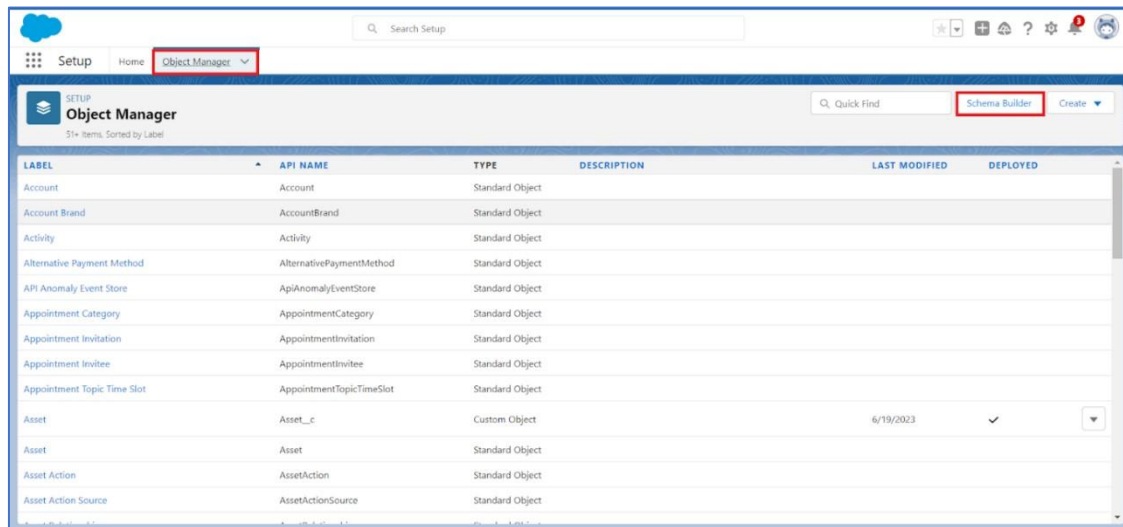 Search Setup
3
Setup Home Object Manager
SETUP
Object Manager
51+ Items, Sorted by Label
Quick Find Schema Builder Create
LABEL API NAME TYPE DESCRIPTION LAST MODIFIED DEPLOYED
Account Account Standard Object
Account Brand AccountBrand Standard Object
Activity Activity Standard Object
Alternative Payment Method AlternativePaymentMethod Standard Object
API Anomaly Event Store ApiAnomalyEventStore Standard Object
Appointment Category AppointmentCategory Standard Object
Appointment Invitation AppointmentInvitation Standard Object
Appointment Invitee AppointmentInvitee Standard Object
Appointment Topic Time Slot AppointmentTopicTimeSlot Standard Object
Asset Asset__c Custom Object 6/19/2023
Asset Asset Standard Object
Asset Action AssetAction Standard Object
Asset Action Source AssetActionSource Standard Object